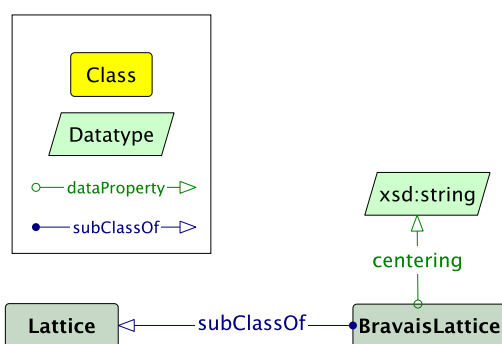 Class
Datatype
dataProperty
subClassOf
xsd:string
centering
Lattice
subClassOf
BravaisLattice